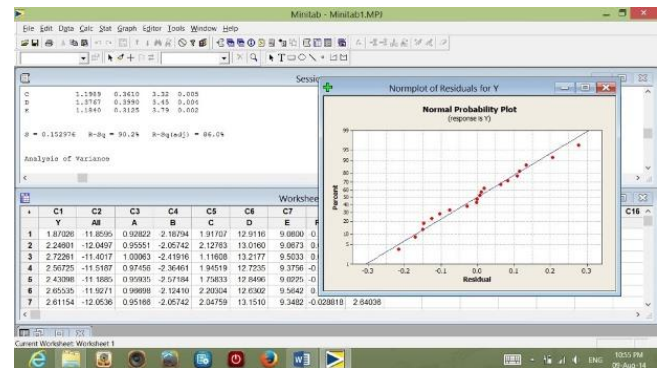 Minitab - Minitab1.MPJ
File Edit Data Calc Stat Graph Editor Tools Window Help
Session
C 1.1989 0.3610 3.32 0.005
D 1.3767 0.3990 3.45 0.004
E 1.1840 0.3125 3.79 0.002
S = 0.152976 R-Sq = 90.2% R-Sq(adj) = 86.0%
Analysis of Variance
Normplot of Residuals for Y
Normal Probability Plot
(response is Y)
Percent
99
95
90
80
70
60
50
40
30
20
10
5
1
-0.3 -0.2 -0.1 0.0 0.1 0.2 0.3
Residual
Worksheet
C1 C2 C3 C4 C5 C6 C7 C16
Y All A B C D E
1 1.87026 -11.8595 0.92822 -2.18794 1.91707 12.9116 9.0800
2 2.24601 -12.0497 0.95551 -2.05742 2.12763 13.0160 9.0673
3 2.72261 -11.4017 1.00063 -2.41916 1.11608 13.2177 9.5033
4 2.56725 -11.5187 0.97456 -2.36461 1.94519 12.7235 9.3756
5 2.43098 -11.1885 0.95935 -2.57184 1.75833 12.8496 9.0225
6 2.65535 -11.9271 0.96698 -2.12410 2.20304 12.6302 9.5642
7 2.61154 -12.0536 0.95166 -2.05742 2.04759 13.1510 9.3482 -0.028818 2.64036
Current Worksheet: Worksheet 1
ENG
10:55 PM
09-Aug-14